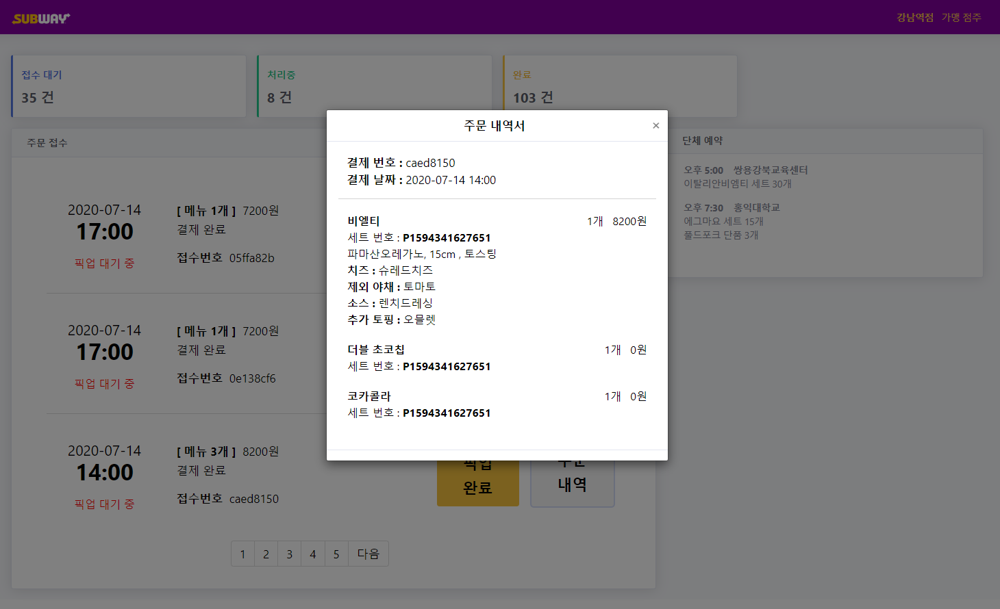 SUBWAY
강남역점 가맹 점주
접수 대기
35 건
처리중
8 건
완료
103 건
주문 접수
2020-07-14
17:00
픽업 대기 중
[ 메뉴 1개 ] 7200원
결제 완료
접수번호 05ffa82b
2020-07-14
17:00
픽업 대기 중
[ 메뉴 1개 ] 7200원
결제 완료
접수번호 0e138cf6
2020-07-14
14:00
픽업 대기 중
[ 메뉴 3개 ] 8200원
결제 완료
접수번호 caed8150
픽업
완료
주문
내역
1 2 3 4 5 다음
주문 내역서 ×
결제 번호 : caed8150
결제 날짜 : 2020-07-14 14:00
비엘티 1개 8200원
세트 번호 : P1594341627651
파마산오레가노, 15cm , 토스팅
치즈 : 슈레드치즈
제외 야채 : 토마토
소스 : 렌치드레싱
추가 토핑 : 오믈렛
더블 초코칩 1개 0원
세트 번호 : P1594341627651
코카콜라 1개 0원
세트 번호 : P1594341627651
단체 예약
오후 5:00 쌍용강북교육센터
이탈리안비엠티 세트 30개
오후 7:30 홍익대학교
에그마요 세트 15개
풀드포크 단품 3개